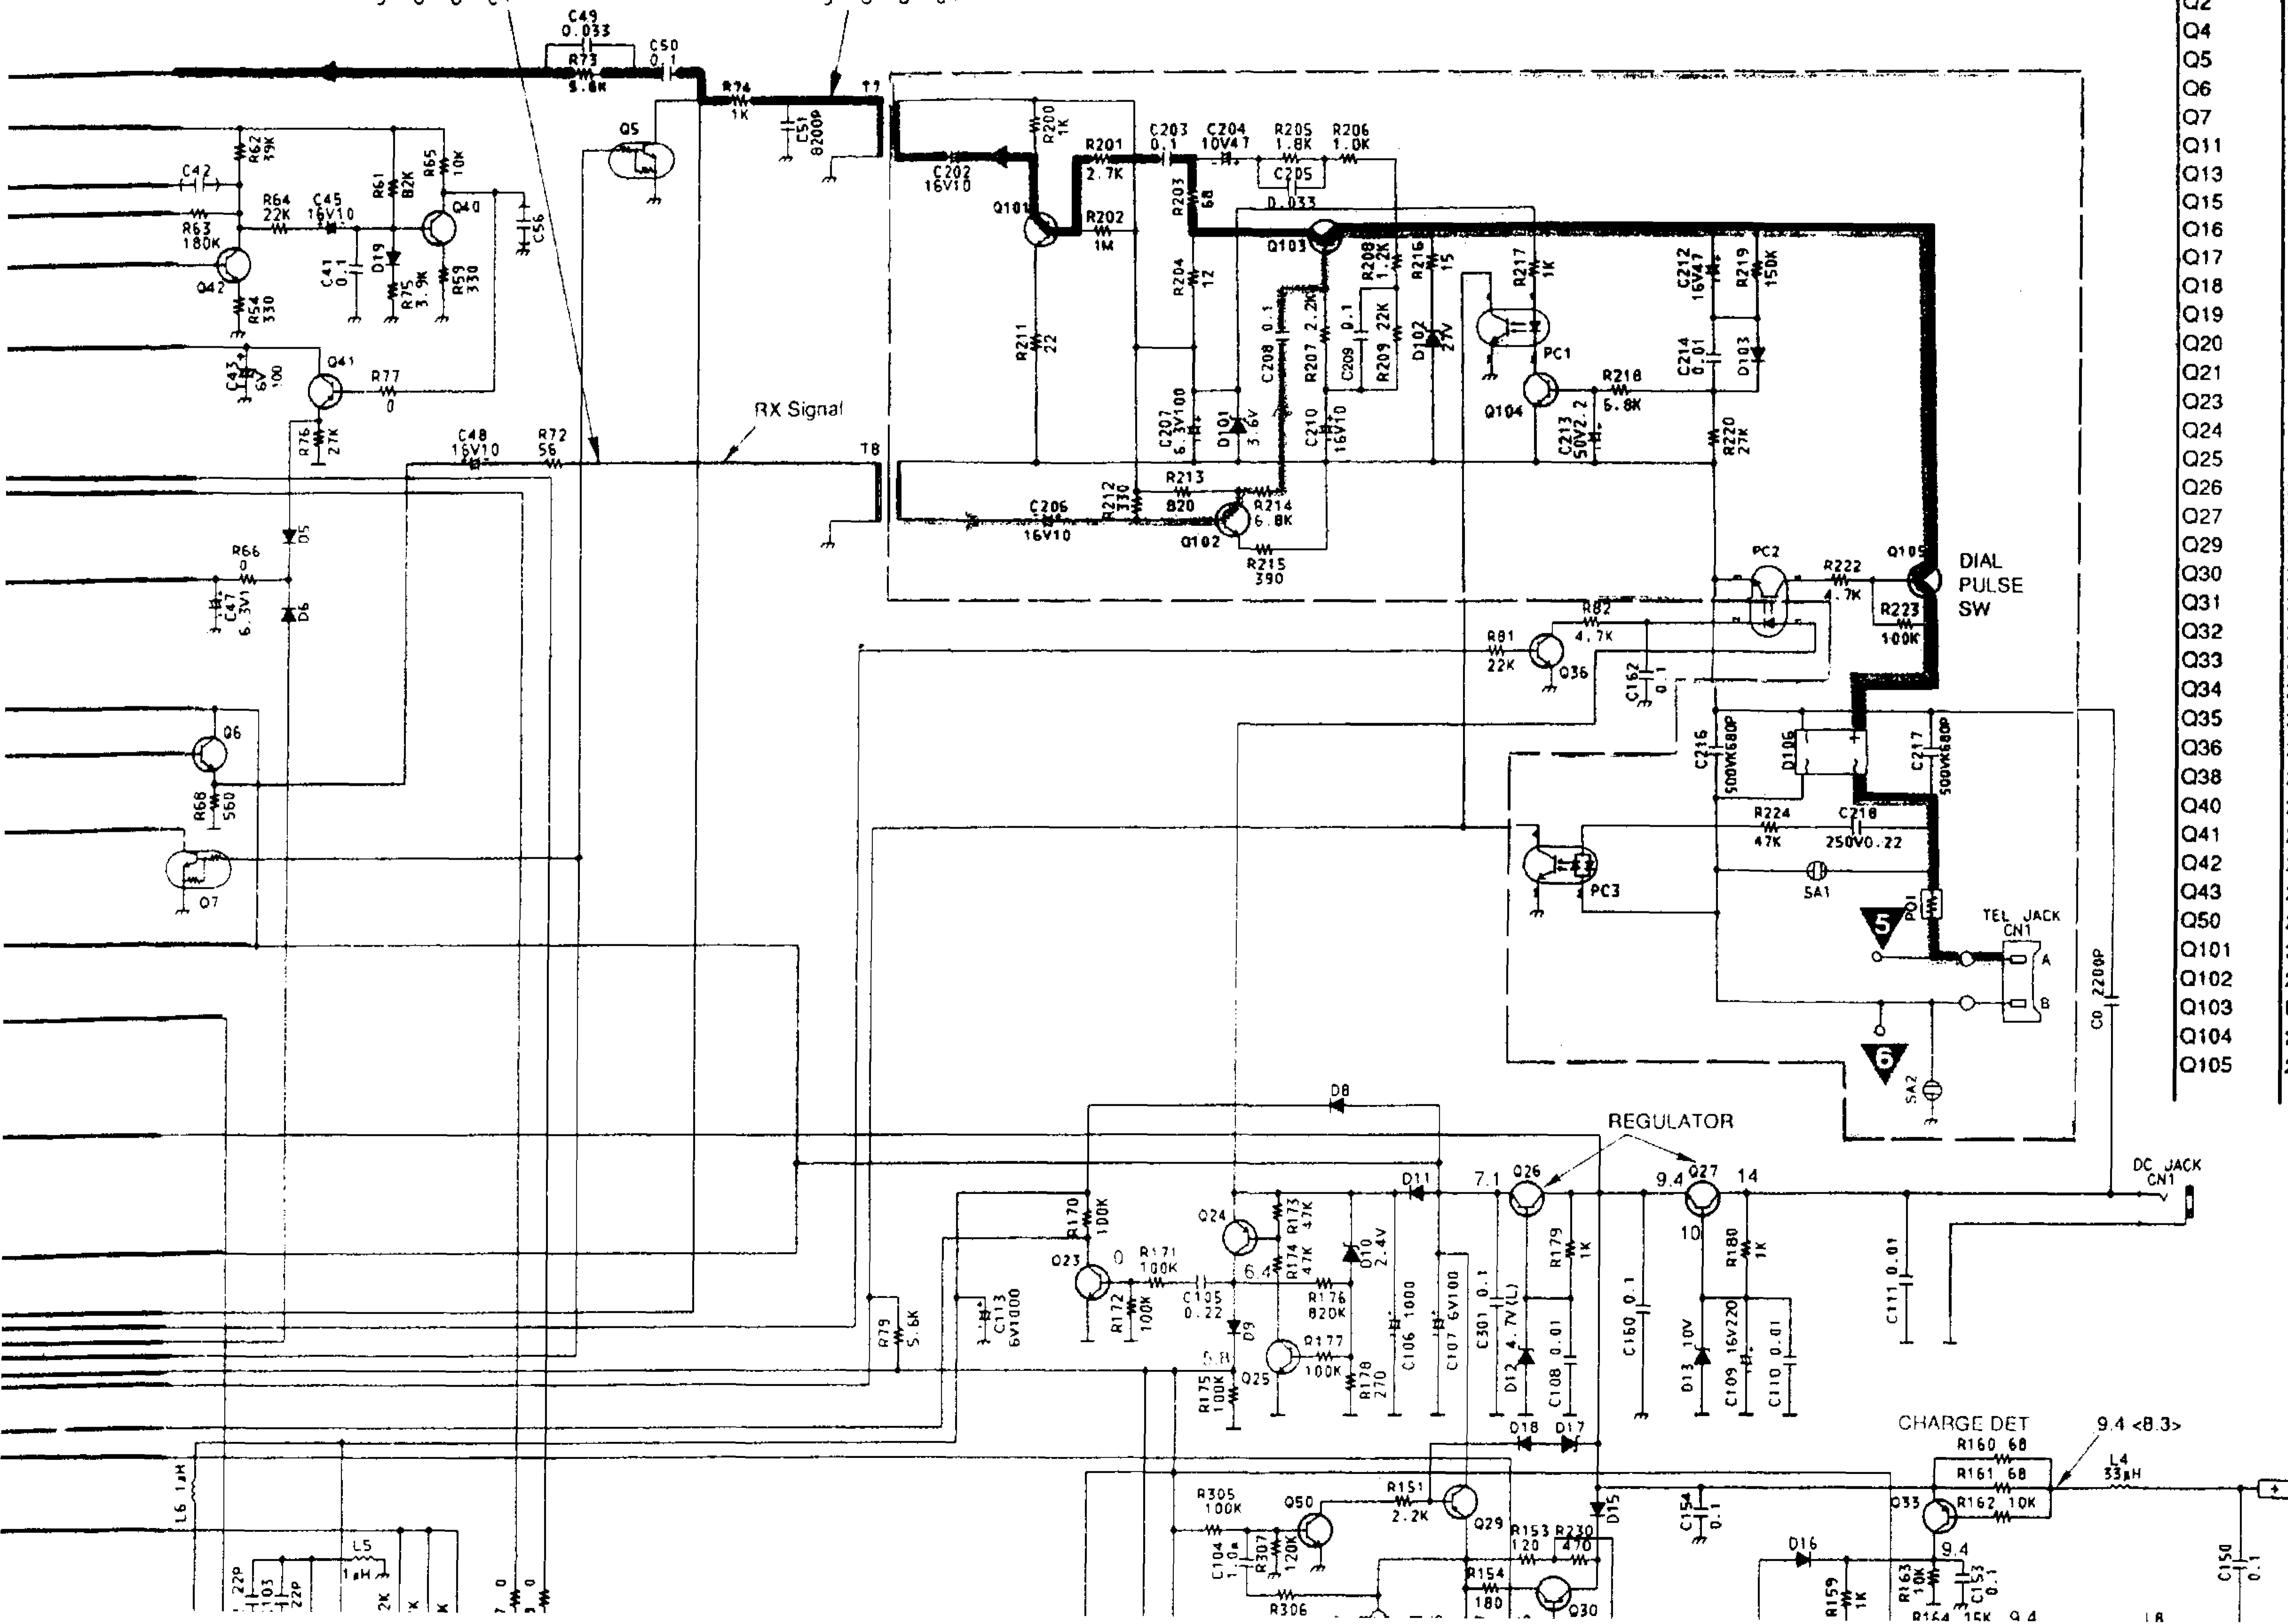 C49
0.033
R73
5.6K
C50
0.1
R74
1K
C51
8200P
T7
Q5
R62
39K
C42
R63
180K
R64
22K
C45
16V10
R61
82K
R65
10K
Q40
C56
Q42
R54
330
C41
0.1
D19
R75
3.9K
R59
330
C43
6V
100
Q41
R77
0
R76
27K
C48
16V10
R72
56
RX Signal
T8
D5
R66
0
C47
D6
Q6
R68
560
Q7
R200
1K
C202
16V10
Q101
R201
2.7K
R202
1M
C203
0.1
C204
10V47
R205
1.8K
R206
1.0K
C205
0.033
R203
68
R204
12
Q103
R208
1.2K
R216
15
R217
1K
C212
16V47
R219
150K
R211
22
C208 0.1
R207 2.2K
C209 0.1
R209 22K
D102
27V
PC1
C214
0.01
D103
Q104
R218
6.8K
C207
6.3V100
D101
3.6V
C210
16V10
C213
50V2.2
R220
27K
R212
330
R213
820
R214
6.8K
C206
16V10
Q102
R215
390
PC2
R222
4.7K
Q105
DIAL
PULSE
SW
R223
100K
R82
4.7K
R81
22K
Q36
C162
0.1
C216
500VK680P
D106
C217
500VK680P
R224
47K
C218
250V0.22
PC3
SA1
PO1
5
TEL JACK
CN1
A
B
6
SA2
C0 2200P
D8
REGULATOR
DC JACK
CN1
D11
7.1
Q26
9.4
Q27
14
10
R170
100K
Q23
0
R171
100K
R172
100K
C105
0.22
Q24
R173
47K
R174
47K
6.4
D10
2.4V
R176
820K
D9
5.8
R175
100K
Q25
R177
100K
R178
270
C106 1000
C107 6V100
C301 0.1
D12 4.7V(L)
C108 0.01
R179
1K
C160 0.1
R180
1K
D13 10V
C109 16V220
C110 0.01
C111 0.01
R79
5.6K
C113
6V1000
D18
D17
CHARGE DET
9.4 <8.3>
R160 68
R161 68
R162 10K
L4
33μH
Q33
9.4
R305
100K
Q50
R151
2.2K
Q29
D15
C154
0.1
C104
R307
120K
R153
120
R230
470
R154
180
Q30
R306
D16
R159
1K
R163
10K
C153
0.1
R164 15K 9.4
C150
0.1
L6 1μH
L5
1μH
22P
22P
Q2
Q4
Q5
Q6
Q7
Q11
Q13
Q15
Q16
Q17
Q18
Q19
Q20
Q21
Q23
Q24
Q25
Q26
Q27
Q29
Q30
Q31
Q32
Q33
Q34
Q35
Q36
Q38
Q40
Q41
Q42
Q43
Q50
Q101
Q102
Q103
Q104
Q105